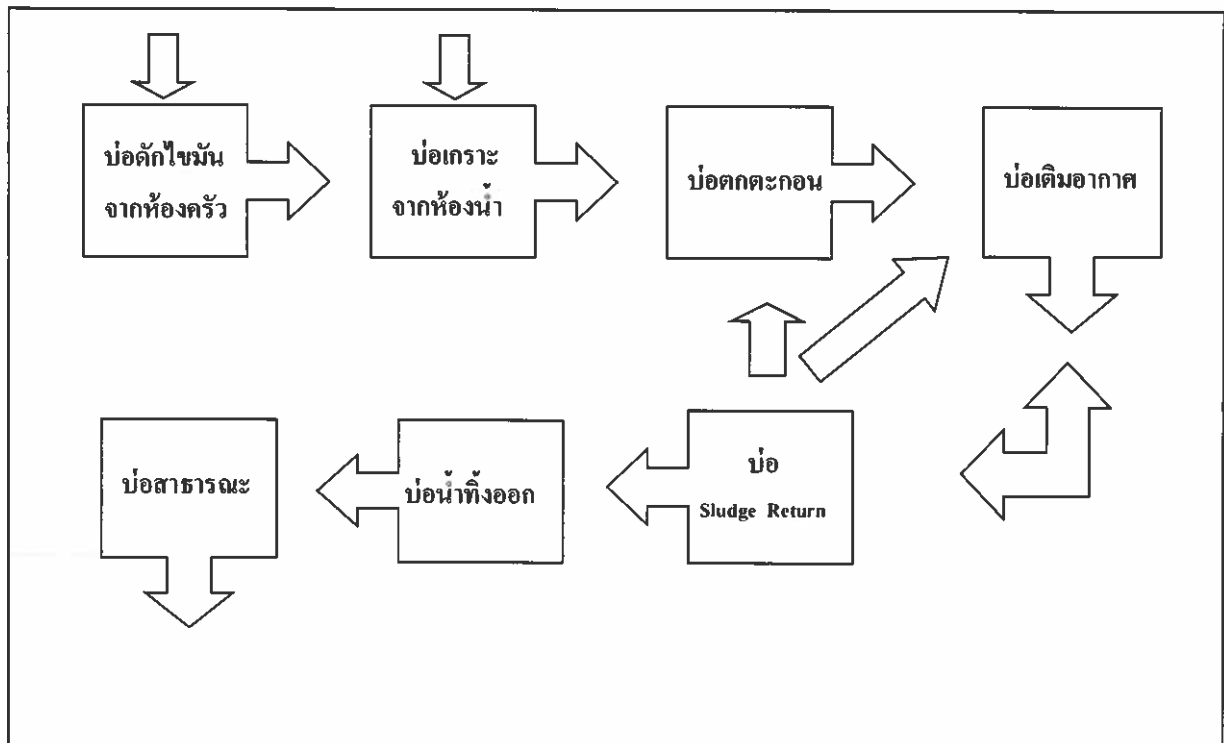 บ่อดักไขมัน
จากห้องครัว
บ่อเกราะ
จากห้องน้ำ
บ่อตกตะกอน
บ่อเติมอากาศ
บ่อสาธารณะ
บ่อน้ำทิ้งออก
บ่อ
Sludge Return